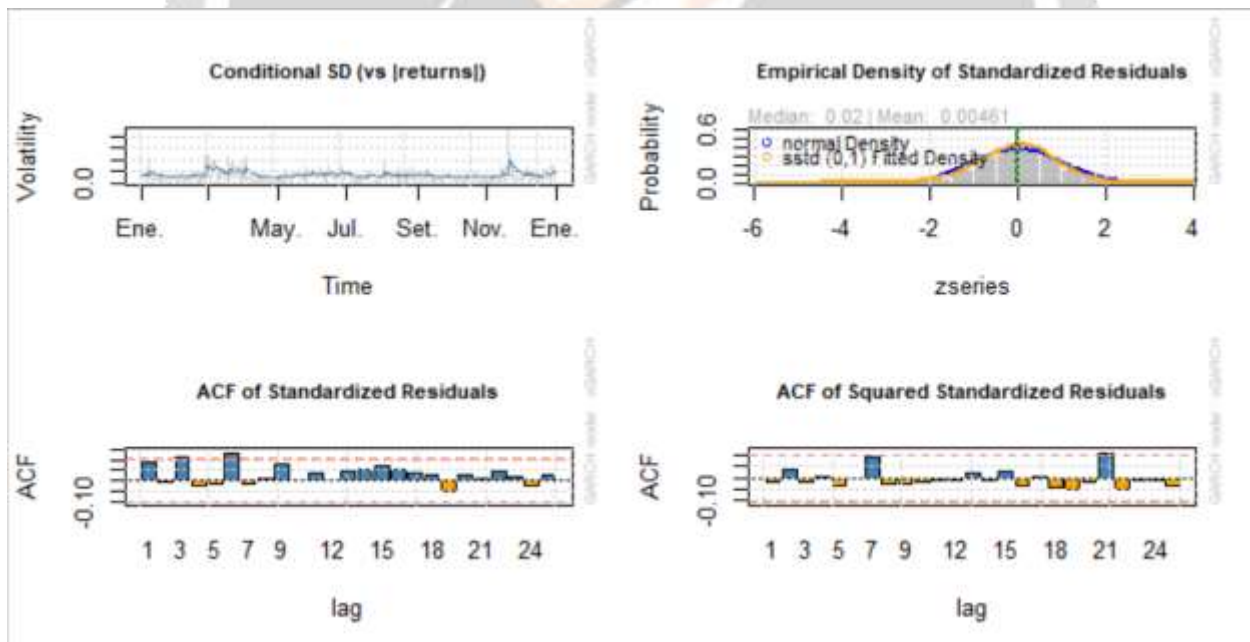 Conditional SD (vs |returns|)
Volatility
0.0
Ene. May. Jul. Set. Nov. Ene.
Time
Empirical Density of Standardized Residuals
Median: 0.02 | Mean: 0.00461
normal Density
sstd (0,1) Fitted Density
Probability
0.0 0.6
-6 -4 -2 0 2 4
zseries
ACF of Standardized Residuals
ACF
-0.10
1 3 5 7 9 12 15 18 21 24
lag
ACF of Squared Standardized Residuals
ACF
-0.10
1 3 5 7 9 12 15 18 21 24
lag